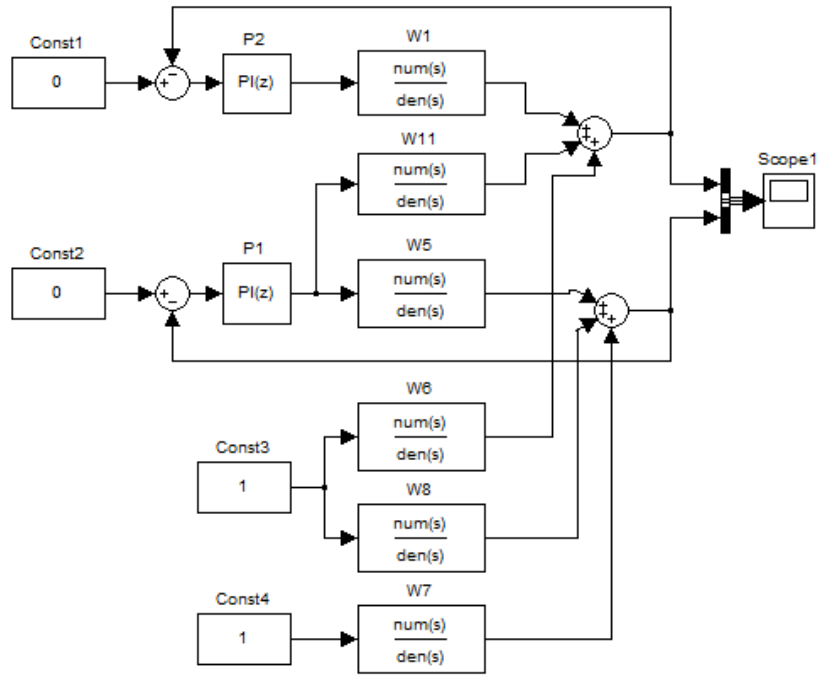 Const1
0
+
−
P2
PI(z)
W1
num(s)
den(s)
+
+
+
W11
num(s)
den(s)
Scope1
Const2
0
+
−
P1
PI(z)
W5
num(s)
den(s)
+
+
+
W6
num(s)
den(s)
Const3
1
W8
num(s)
den(s)
Const4
1
W7
num(s)
den(s)